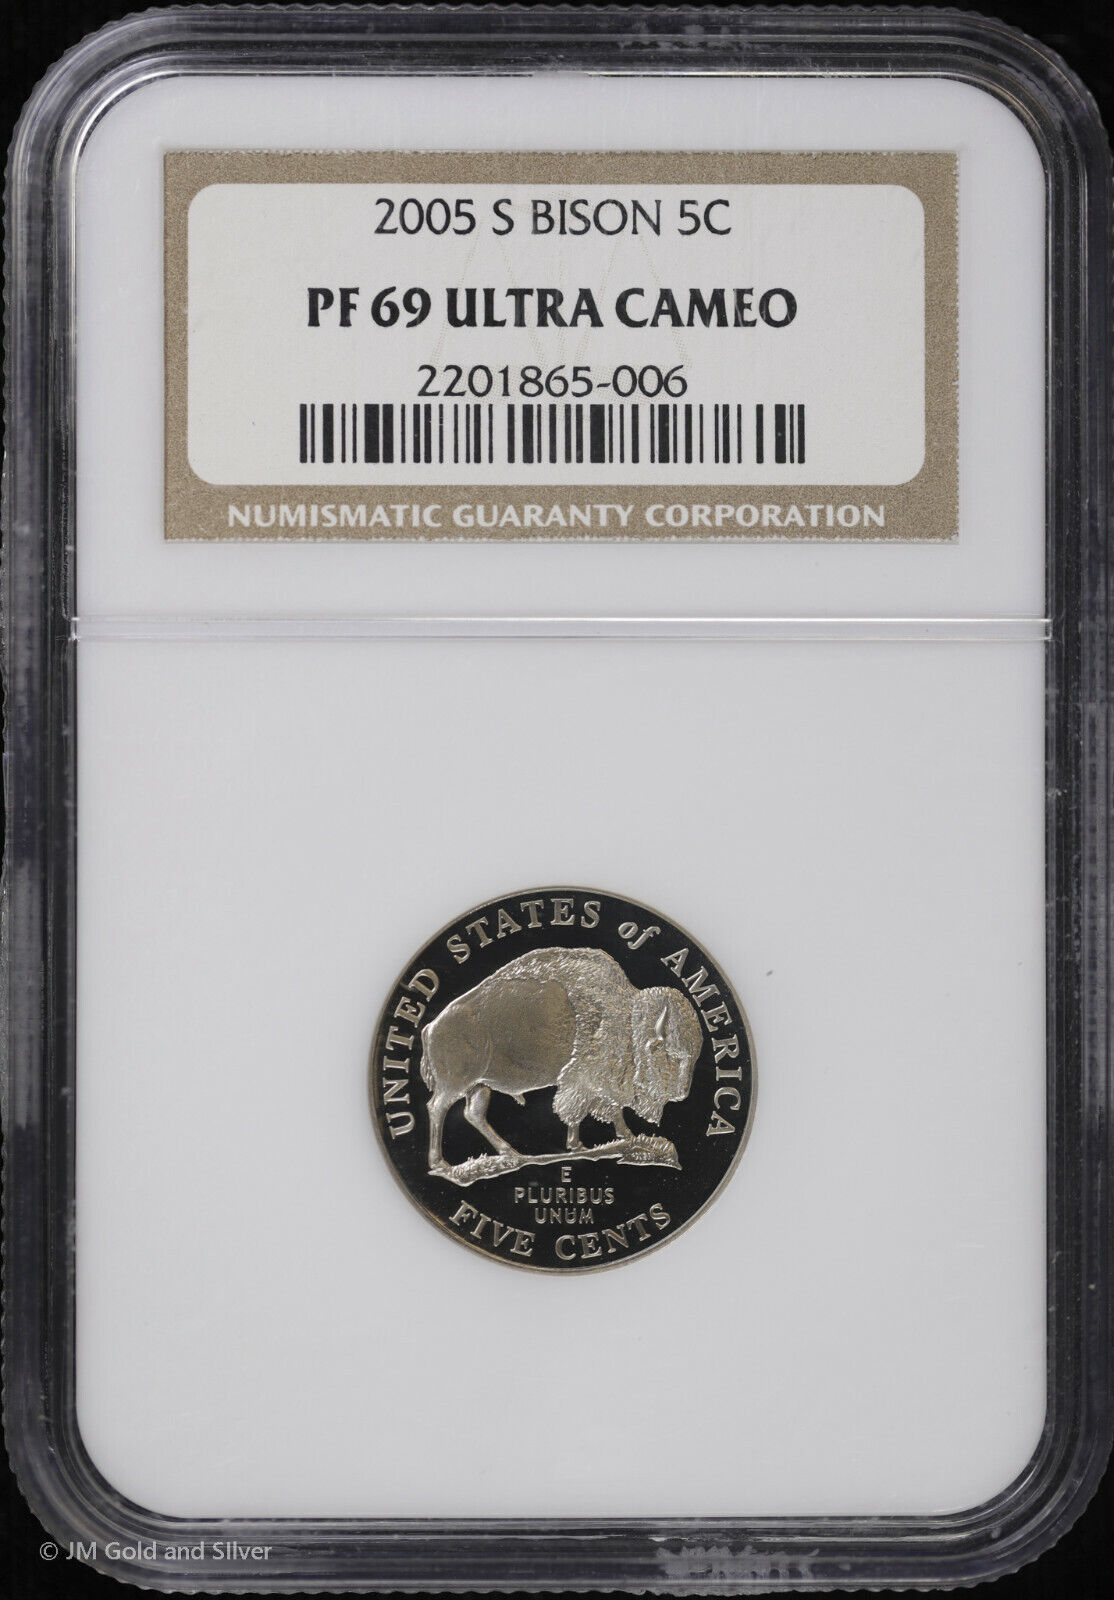 2005 S BISON 5C
PF 69 ULTRA CAMEO
2201865-006
NUMISMATIC GUARANTY CORPORATION
UNITED STATES of AMERICA
E
PLURIBUS
UNUM
FIVE CENTS
© JM Gold and Silver